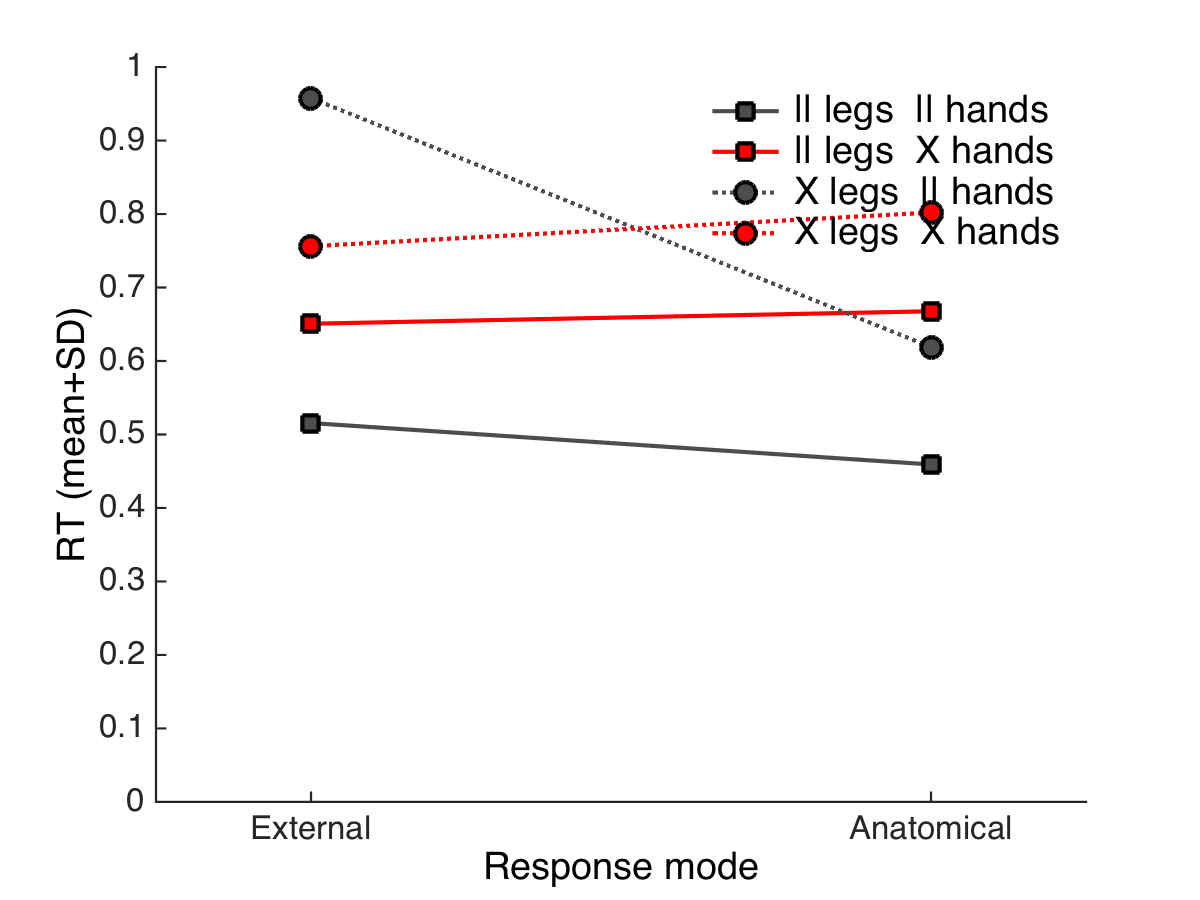 1
0.9
0.8
0.7
0.6
0.5
0.4
0.3
0.2
0.1
0
RT (mean+SD)
ll legs ll hands
ll legs X hands
X legs ll hands
X legs X hands
External
Anatomical
Response mode